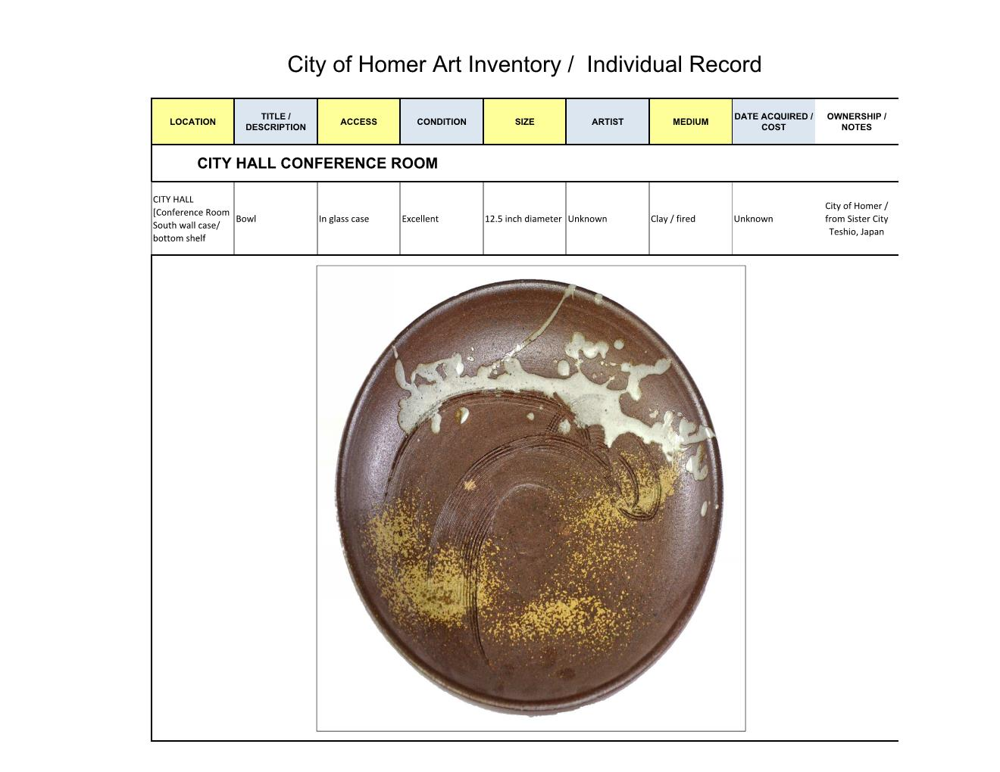 City of Homer Art Inventory /  Individual Record
LOCATION
TITLE /
DESCRIPTION
ACCESS
CONDITION
SIZE
ARTIST
MEDIUM
DATE ACQUIRED /
COST
OWNERSHIP /
NOTES
CITY HALL CONFERENCE ROOM
CITY HALL
[Conference Room
South wall case/
bottom shelf
Bowl
In glass case
Excellent
12.5 inch diameter
Unknown
Clay / fired
Unknown
City of Homer /
from Sister City
Teshio, Japan